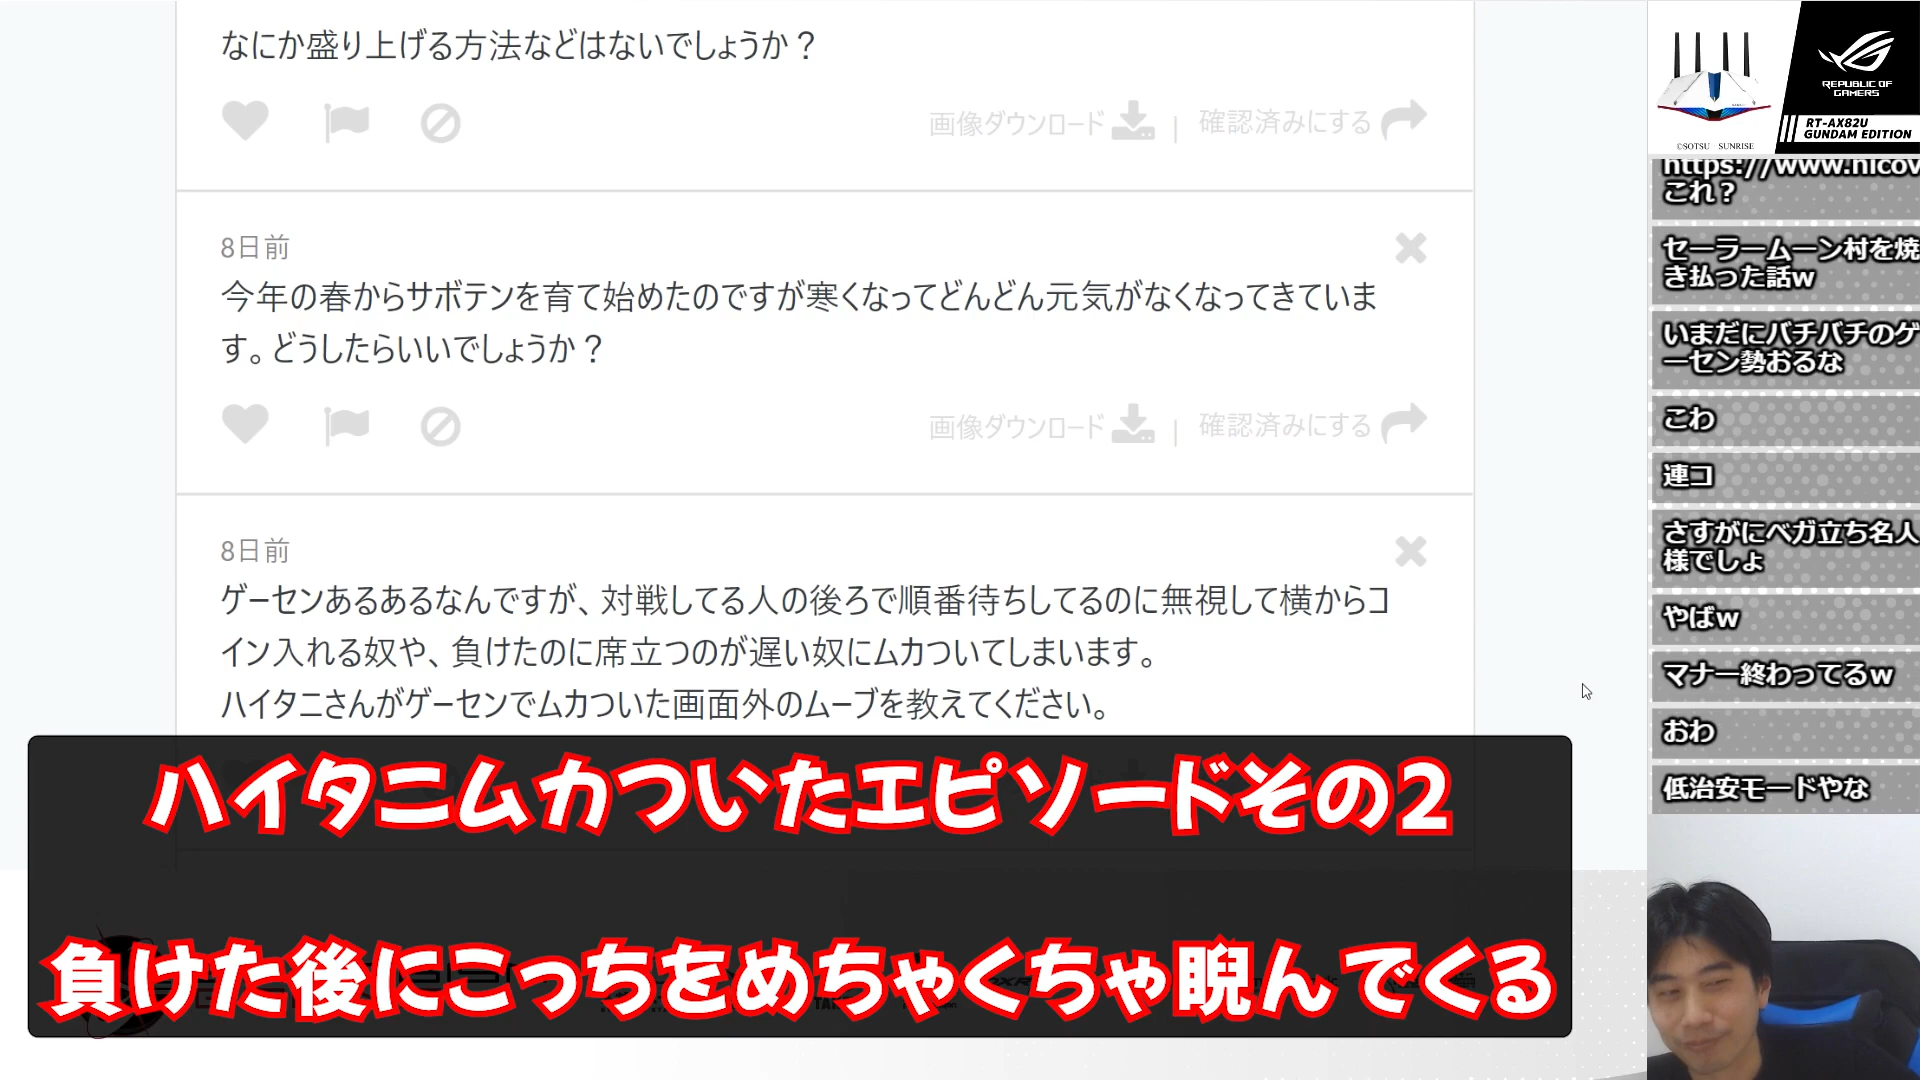 なにか盛り上げる方法などはないでしょうか？
画像ダウンロード | 確認済みにする
8日前
今年の春からサボテンを育て始めたのですが寒くなってどんどん元気がなくなってきていま
す。どうしたらいいでしょうか？
画像ダウンロード | 確認済みにする
8日前
ゲーセンあるあるなんですが、対戦してる人の後ろで順番待ちしてるのに無視して横からコ
イン入れる奴や、負けたのに席立つのが遅い奴にムカついてしまいます。
ハイタニさんがゲーセンでムカついた画面外のムーブを教えてください。
ハイタニムカついたエピソードその2
負けた後にこっちをめちゃくちゃ睨んでくる
REPUBLIC OF
GAMERS
RT-AX82U
GUNDAM EDITION
©SOTSU・SUNRISE
https://www.nicov
これ？
セーラームーン村を焼
き払った話w
いまだにバチバチのゲ
ーセン勢おるな
こわ
連コ
さすがにベガ立ち名人
様でしょ
やばw
マナー終わってるw
おわ
低治安モードやな